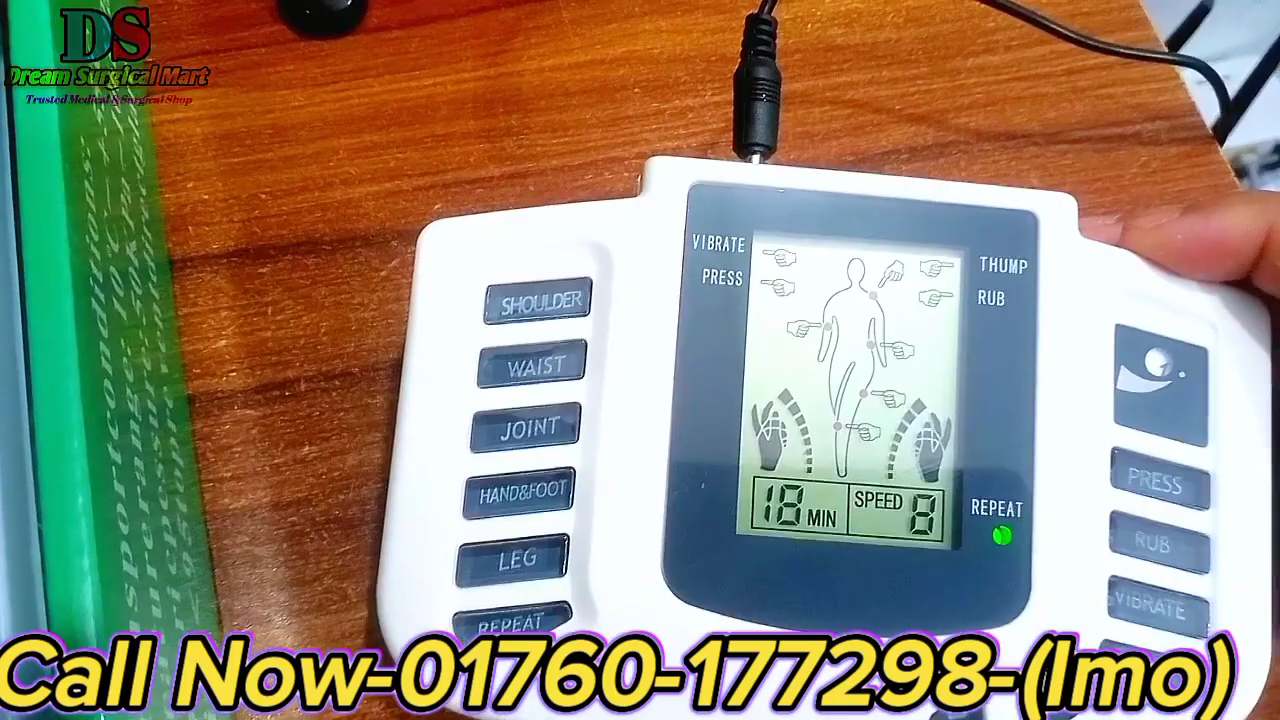 DS
Dream Surgical Mart
Trusted Medical & Surgical Shop
VIBRATE
PRESS
THUMP
RUB
SHOULDER
WAIST
JOINT
HAND&FOOT
LEG
REPEAT
18 MIN
SPEED 8
REPEAT
PRESS
RUB
VIBRATE
Call Now-01760-177298-(Imo)